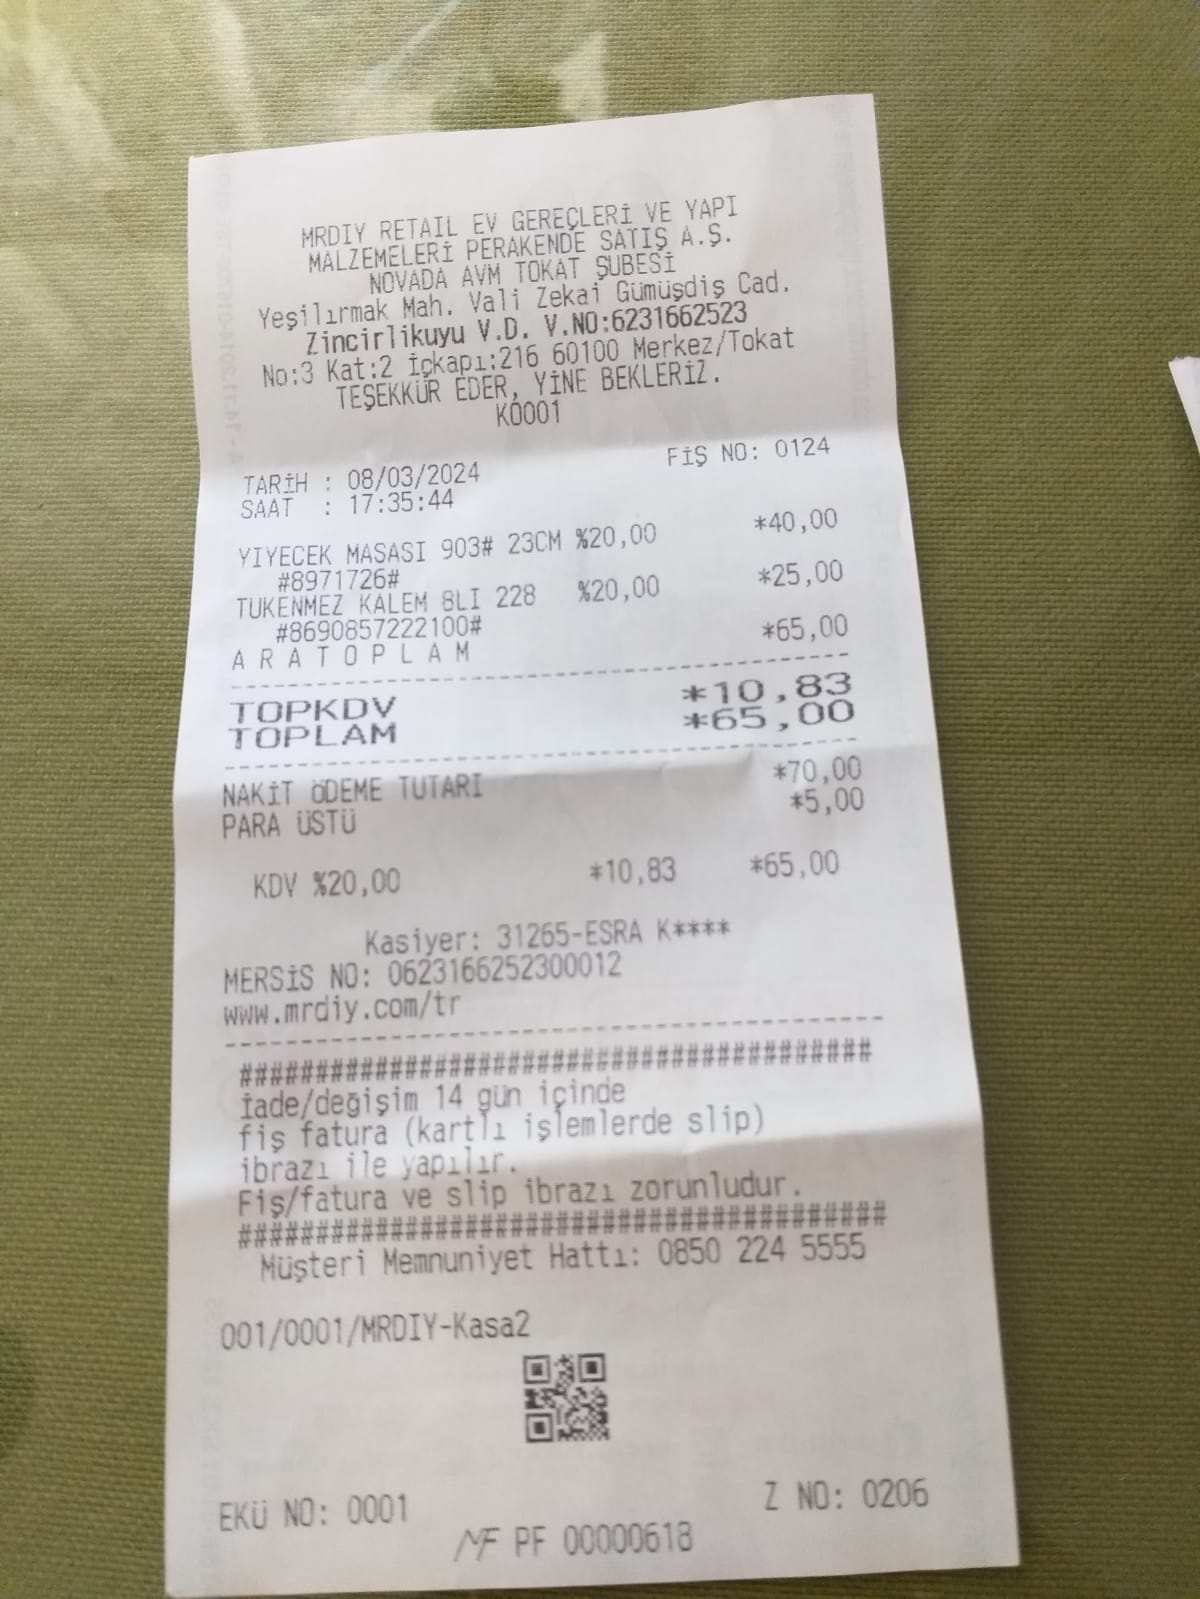 MRDIY RETAIL EV GEREÇLERİ VE YAPI
MALZEMELERİ PERAKENDE SATIŞ A.Ş.
NOVADA AVM TOKAT ŞUBESİ
Yeşilırmak Mah. Vali Zekai Gümüşdiş Cad.
Zincirlikuyu V.D. V.NO:6231662523
No:3 Kat:2 İçkapı:216 60100 Merkez/Tokat
TEŞEKKÜR EDER, YİNE BEKLERİZ.
K0001
FİŞ NO: 0124
TARİH : 08/03/2024
SAAT : 17:35:44
YIYECEK MASASI 903# 23CM %20,00 *40,00
#8971726#
TUKENMEZ KALEM 8LI 228 %20,00 *25,00
#8690857222100#
ARATOPLAM *65,00
TOPKDV *10,83
TOPLAM *65,00
NAKİT ÖDEME TUTARI *70,00
PARA ÜSTÜ *5,00
KDV %20,00 *10,83 *65,00
Kasiyer: 31265-ESRA K****
MERSİS NO: 0623166252300012
www.mrdiy.com/tr
##########################################
İade/değişim 14 gün içinde
fiş fatura (kartlı işlemlerde slip)
ibrazı ile yapılır.
Fiş/fatura ve slip ibrazı zorunludur.
##########################################
Müşteri Memnuniyet Hattı: 0850 224 5555
001/0001/MRDIY-Kasa2
EKÜ NO: 0001 Z NO: 0206
MF PF 00000618